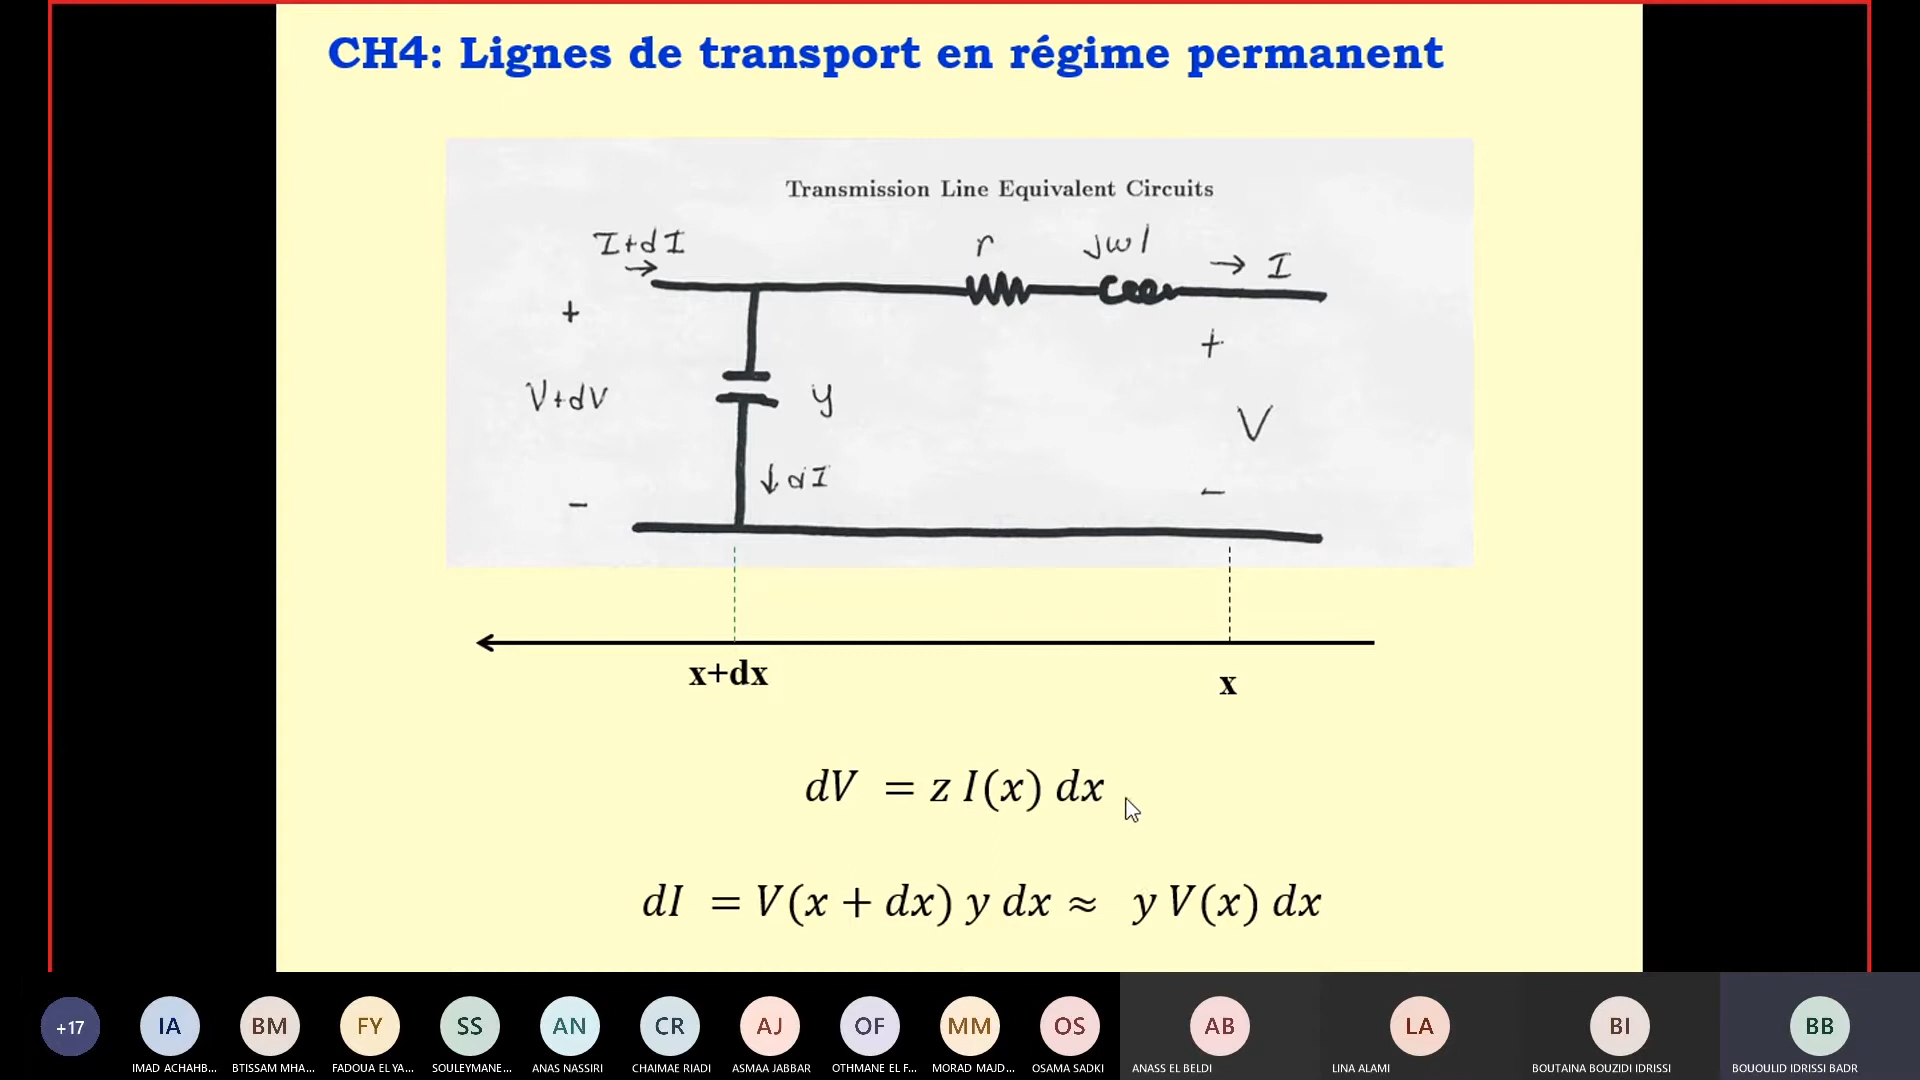 CH4: Lignes de transport en régime permanent
Transmission Line Equivalent Circuits
I+dI
r
jwl
→ I
+
+
V+dV
y
V
↓ dI
-
-
x+dx
x
dV = z I(x) dx
dI = V(x + dx) y dx ≈ y V(x) dx
+17
IA
BM
FY
SS
AN
CR
AJ
OF
MM
OS
AB
LA
BI
BB
IMAD ACHAHB...
BTISSAM MHA...
FADOUA EL YA...
SOULEYMANE...
ANAS NASSIRI
CHAIMAE RIADI
ASMAA JABBAR
OTHMANE EL F...
MORAD MAJD...
OSAMA SADKI
ANASS EL BELDI
LINA ALAMI
BOUTAINA BOUZIDI IDRISSI
BOUOULID IDRISSI BADR